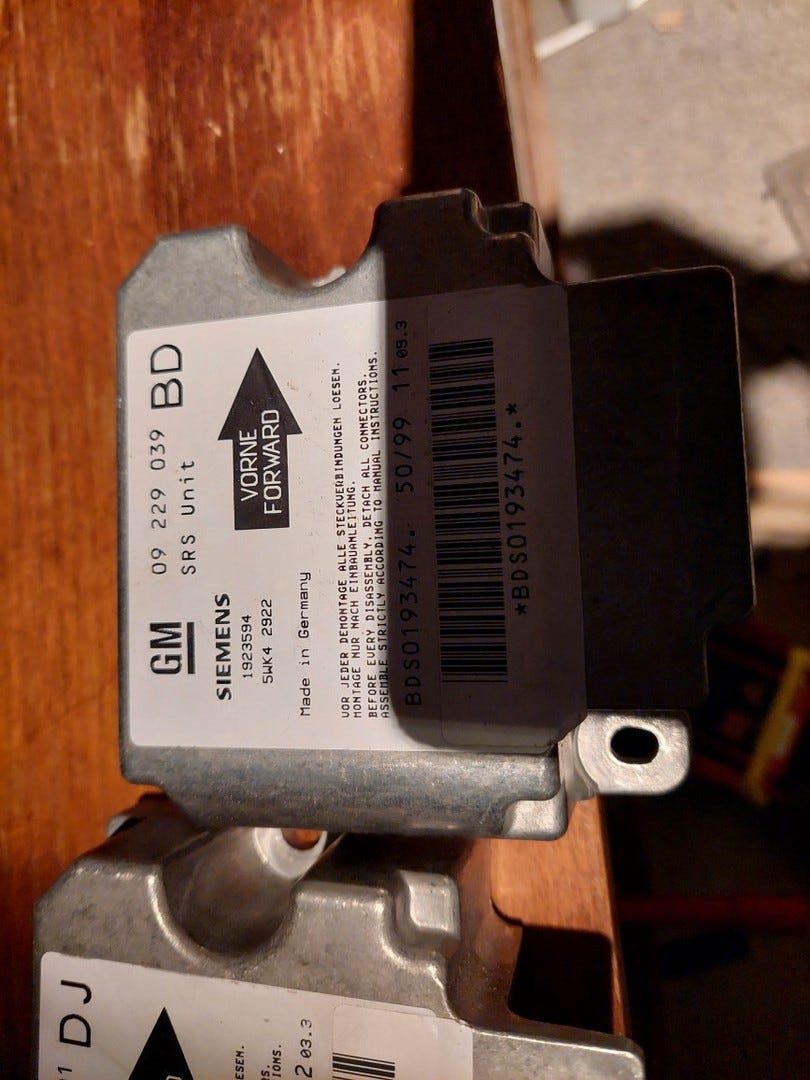 GM
09 229 039 BD
SRS Unit
SIEMENS
1923594
5WK4 2922
VORNE
FORWARD
Made in Germany
VOR JEDER DEMONTAGE ALLE STECKVERBINDUNGEN LOESEN.
MONTAGE NUR NACH EINBAUANLEITUNG.
BEFORE EVERY DISASSEMBLY, DETACH ALL CONNECTORS.
ASSEMBLE STRICTLY ACCORDING TO MANUAL INSTRUCTIONS.
BDS0193474. 50/99 11 09.3
*BDS0193474.*
DJ
03.3